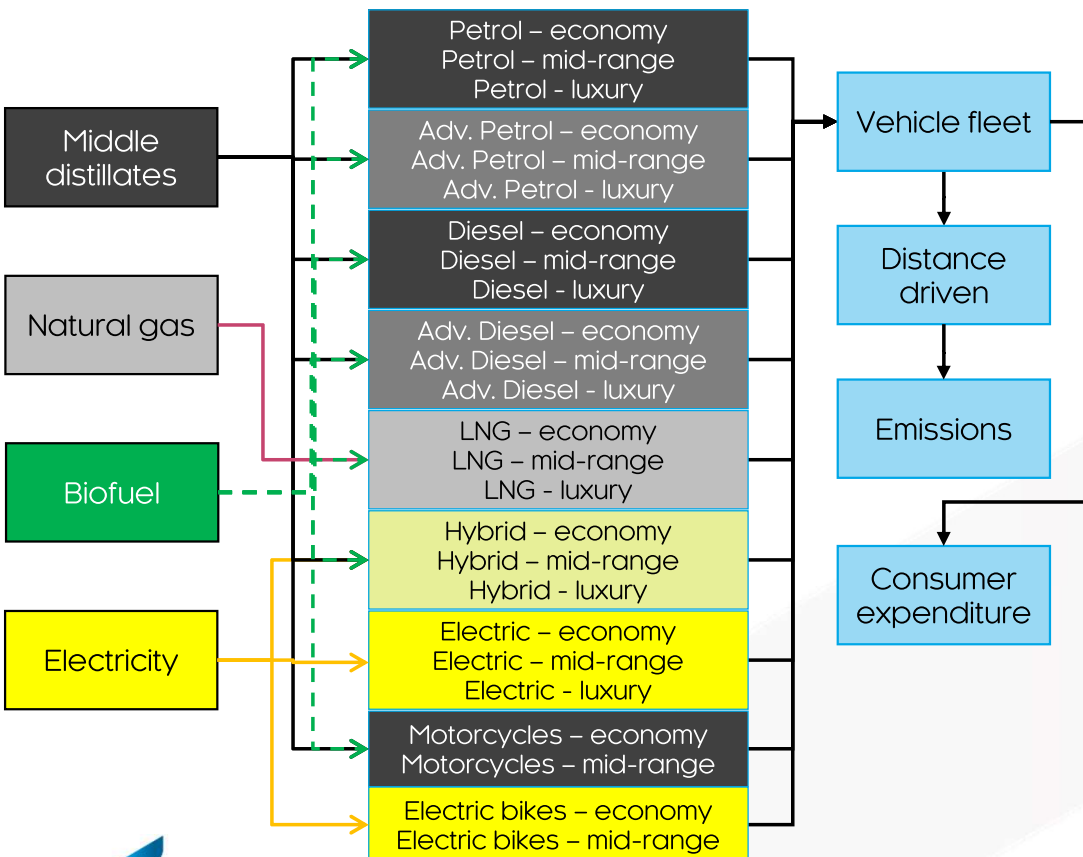 Middle
distillates
Natural gas
Biofuel
Electricity
Petrol – economy
Petrol – mid-range
Petrol - luxury
Adv. Petrol – economy
Adv. Petrol – mid-range
Adv. Petrol - luxury
Diesel – economy
Diesel – mid-range
Diesel - luxury
Adv. Diesel – economy
Adv. Diesel – mid-range
Adv. Diesel - luxury
LNG – economy
LNG – mid-range
LNG - luxury
Hybrid – economy
Hybrid – mid-range
Hybrid - luxury
Electric – economy
Electric – mid-range
Electric - luxury
Motorcycles – economy
Motorcycles – mid-range
Electric bikes – economy
Electric bikes – mid-range
Vehicle fleet
Distance
driven
Emissions
Consumer
expenditure